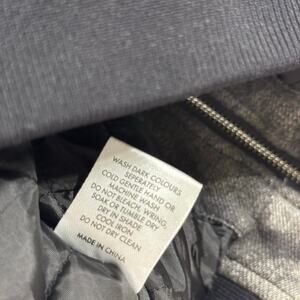 WASH DARK COLOURS
SEPERATELY
COLD GENTLE HAND OR
MACHINE WASH
DO NOT BLEACH, WRING,
SOAK OR TUMBLE DRY
DRY IN SHADE
COOL IRON
DO NOT DRY CLEAN
MADE IN CHINA